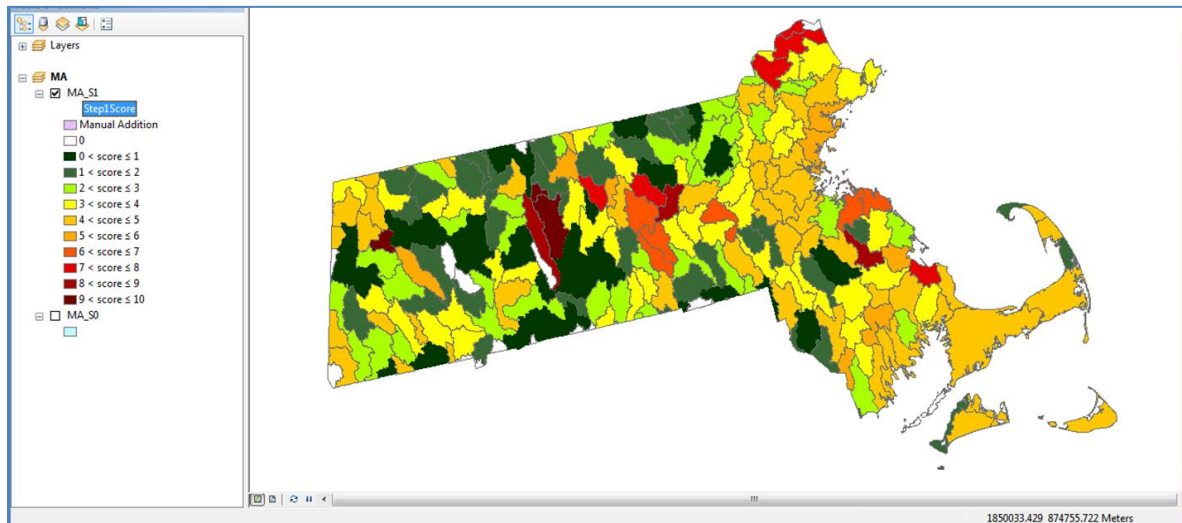 Layers
MA
MA_S1
Step1Score
Manual Addition
0
0 < score ≤ 1
1 < score ≤ 2
2 < score ≤ 3
3 < score ≤ 4
4 < score ≤ 5
5 < score ≤ 6
6 < score ≤ 7
7 < score ≤ 8
8 < score ≤ 9
9 < score ≤ 10
MA_S0
1850033.429 874755.722 Meters